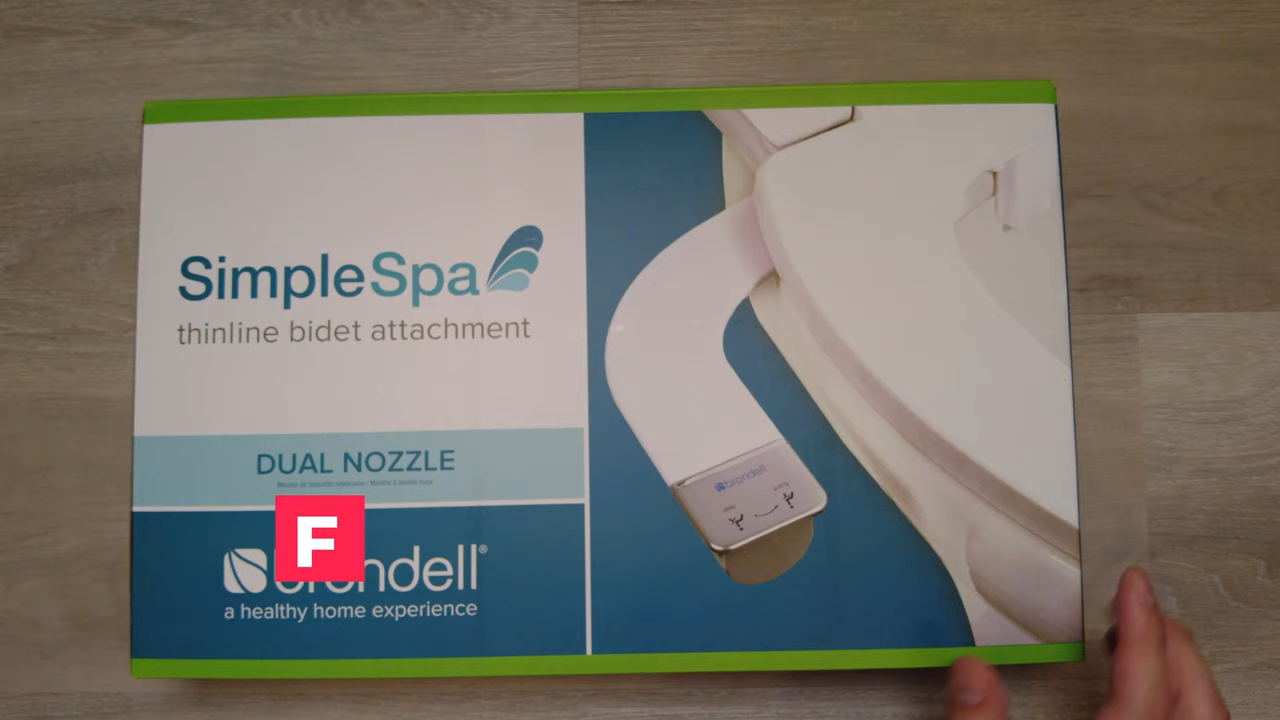 SimpleSpa
thinline bidet attachment
DUAL NOZZLE
F
brondell®
a healthy home experience
brondell